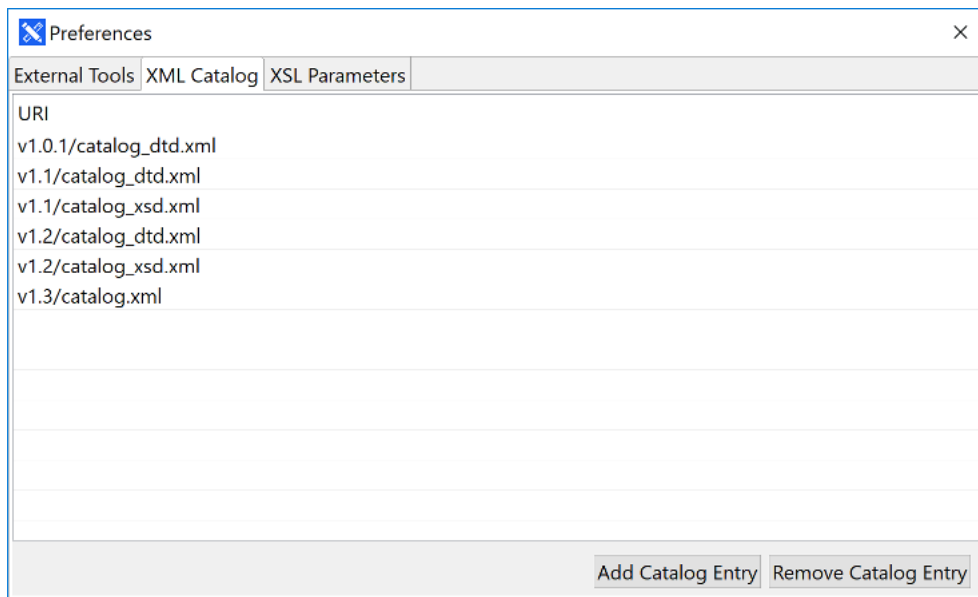 Preferences
External Tools XML Catalog XSL Parameters
URI
v1.0.1/catalog_dtd.xml
v1.1/catalog_dtd.xml
v1.1/catalog_xsd.xml
v1.2/catalog_dtd.xml
v1.2/catalog_xsd.xml
v1.3/catalog.xml
Add Catalog Entry Remove Catalog Entry